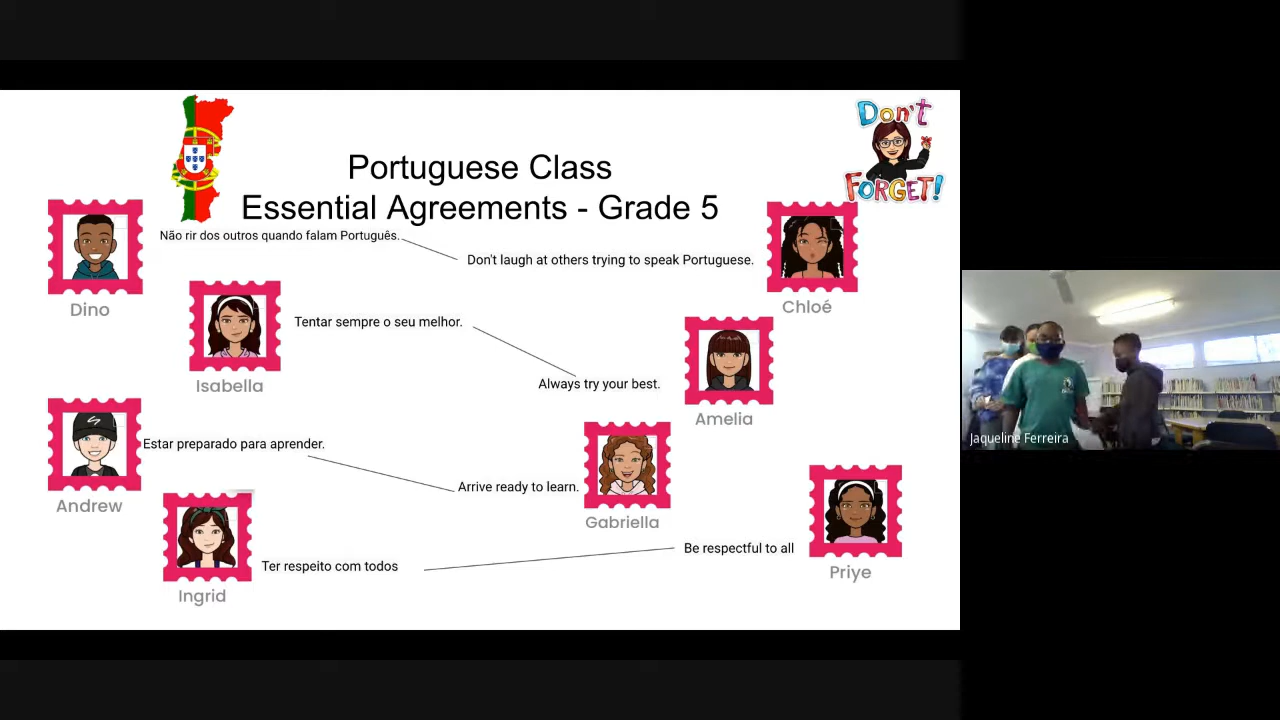 Don't
FORGET!
Portuguese Class
Essential Agreements - Grade 5
Não rir dos outros quando falam Português.
Don't laugh at others trying to speak Portuguese.
Dino
Chloé
Tentar sempre o seu melhor.
Isabella
Always try your best.
Amelia
Estar preparado para aprender.
Andrew
Arrive ready to learn.
Gabriella
Be respectful to all
Priye
Ter respeito com todos
Ingrid
Jaqueline Ferreira